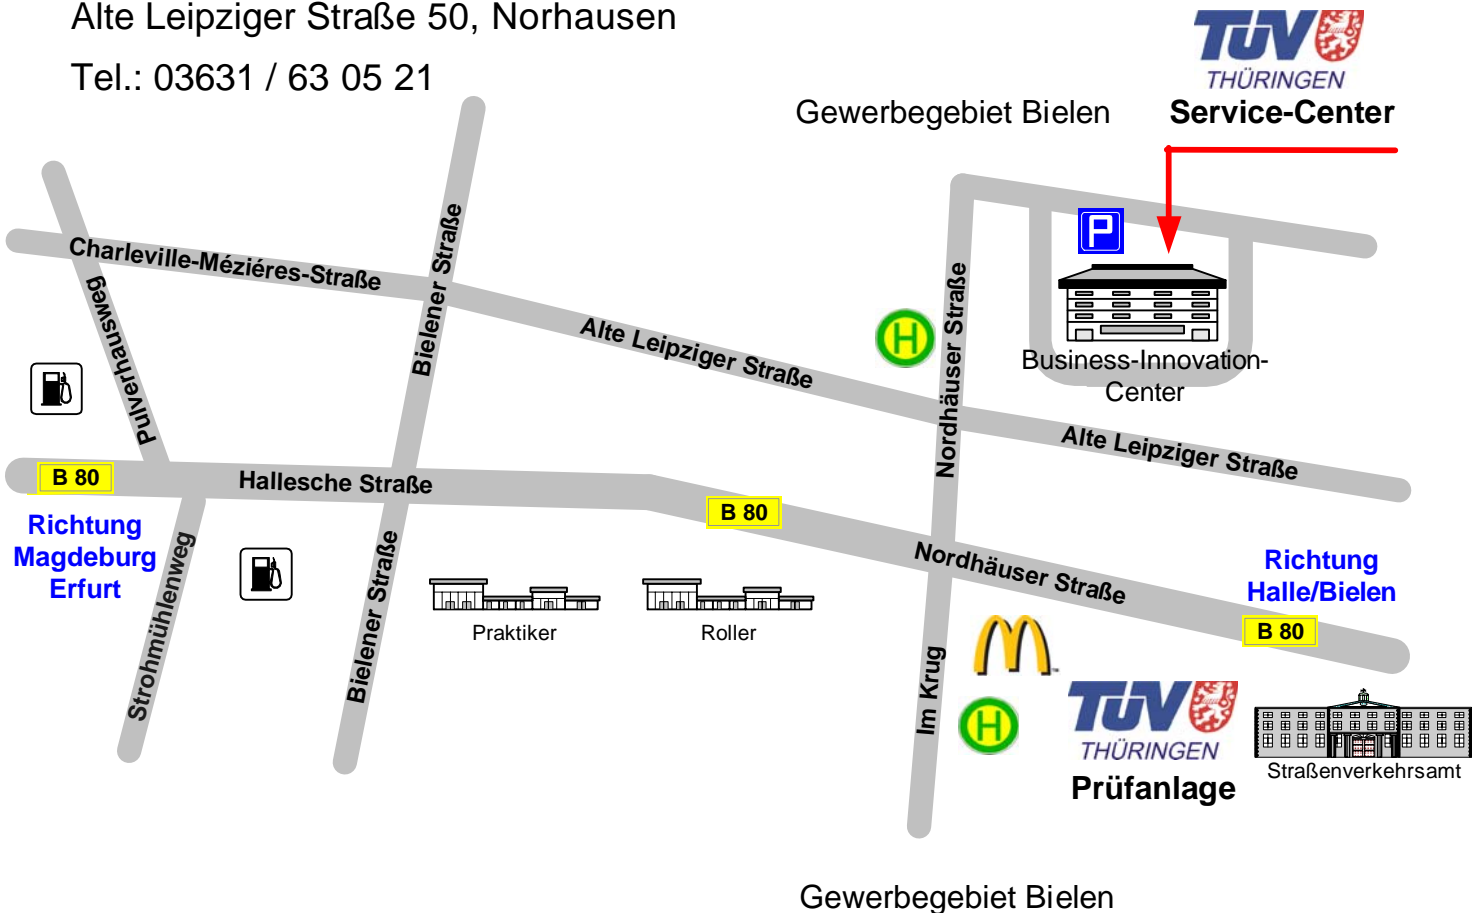 Alte Leipziger Straße 50, Norhausen
Tel.: 03631 / 63 05 21
TÜV
THÜRINGEN
Gewerbegebiet Bielen
Service-Center
P
Charleville-Méziéres-Straße
Bielener Straße
Pulverhausweg
Alte Leipziger Straße
H
Nordhäuser Straße
Business-Innovation-
Center
Alte Leipziger Straße
B 80
Hallesche Straße
B 80
Richtung
Magdeburg
Erfurt
Strohmühlenweg
Bielener Straße
Praktiker
Roller
Nordhäuser Straße
Richtung
Halle/Bielen
B 80
Im Krug
M
H
TÜV
THÜRINGEN
Prüfanlage
Straßenverkehrsamt
Gewerbegebiet Bielen